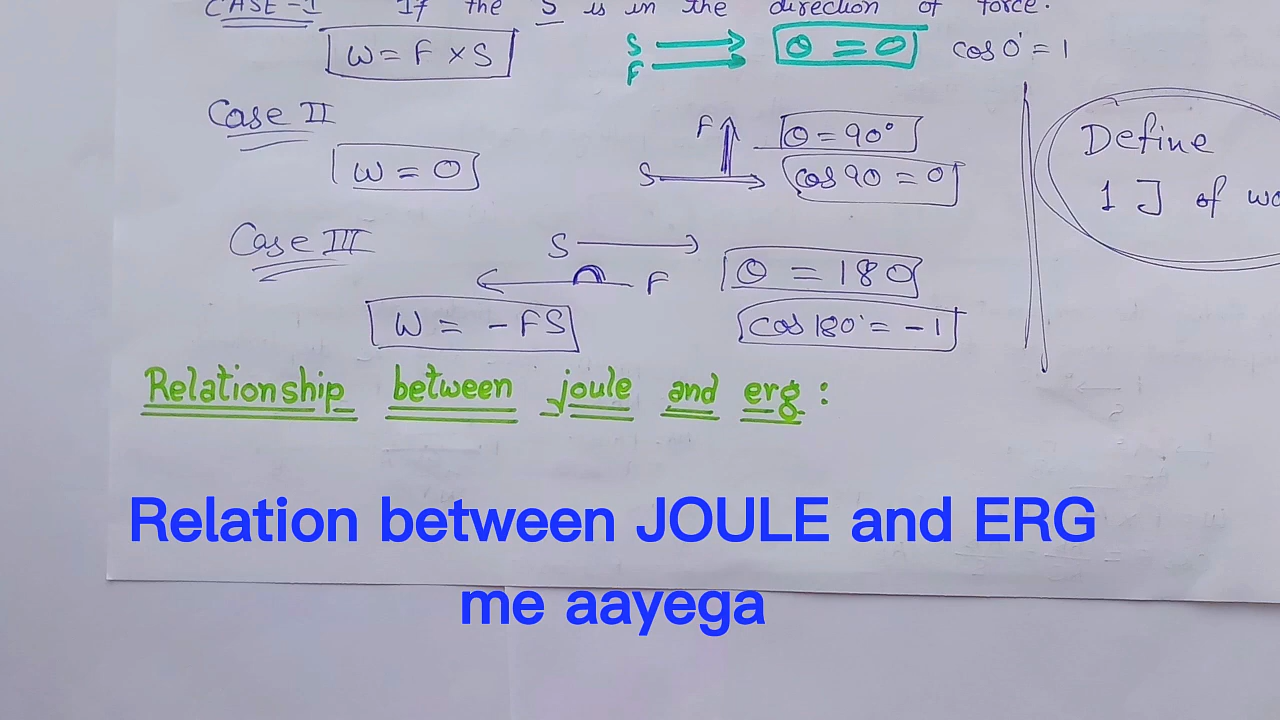 CASE-I If the S is in the direction of force.
W = F × S
S
F
θ = 0
cos 0° = 1
Case II
W = 0
F
S
θ = 90°
cos 90 = 0
Define
1 J of wo
Case III
S
F
θ = 180
W = -FS
cos 180° = -1
Relationship between joule and erg :
Relation between JOULE and ERG
me aayega